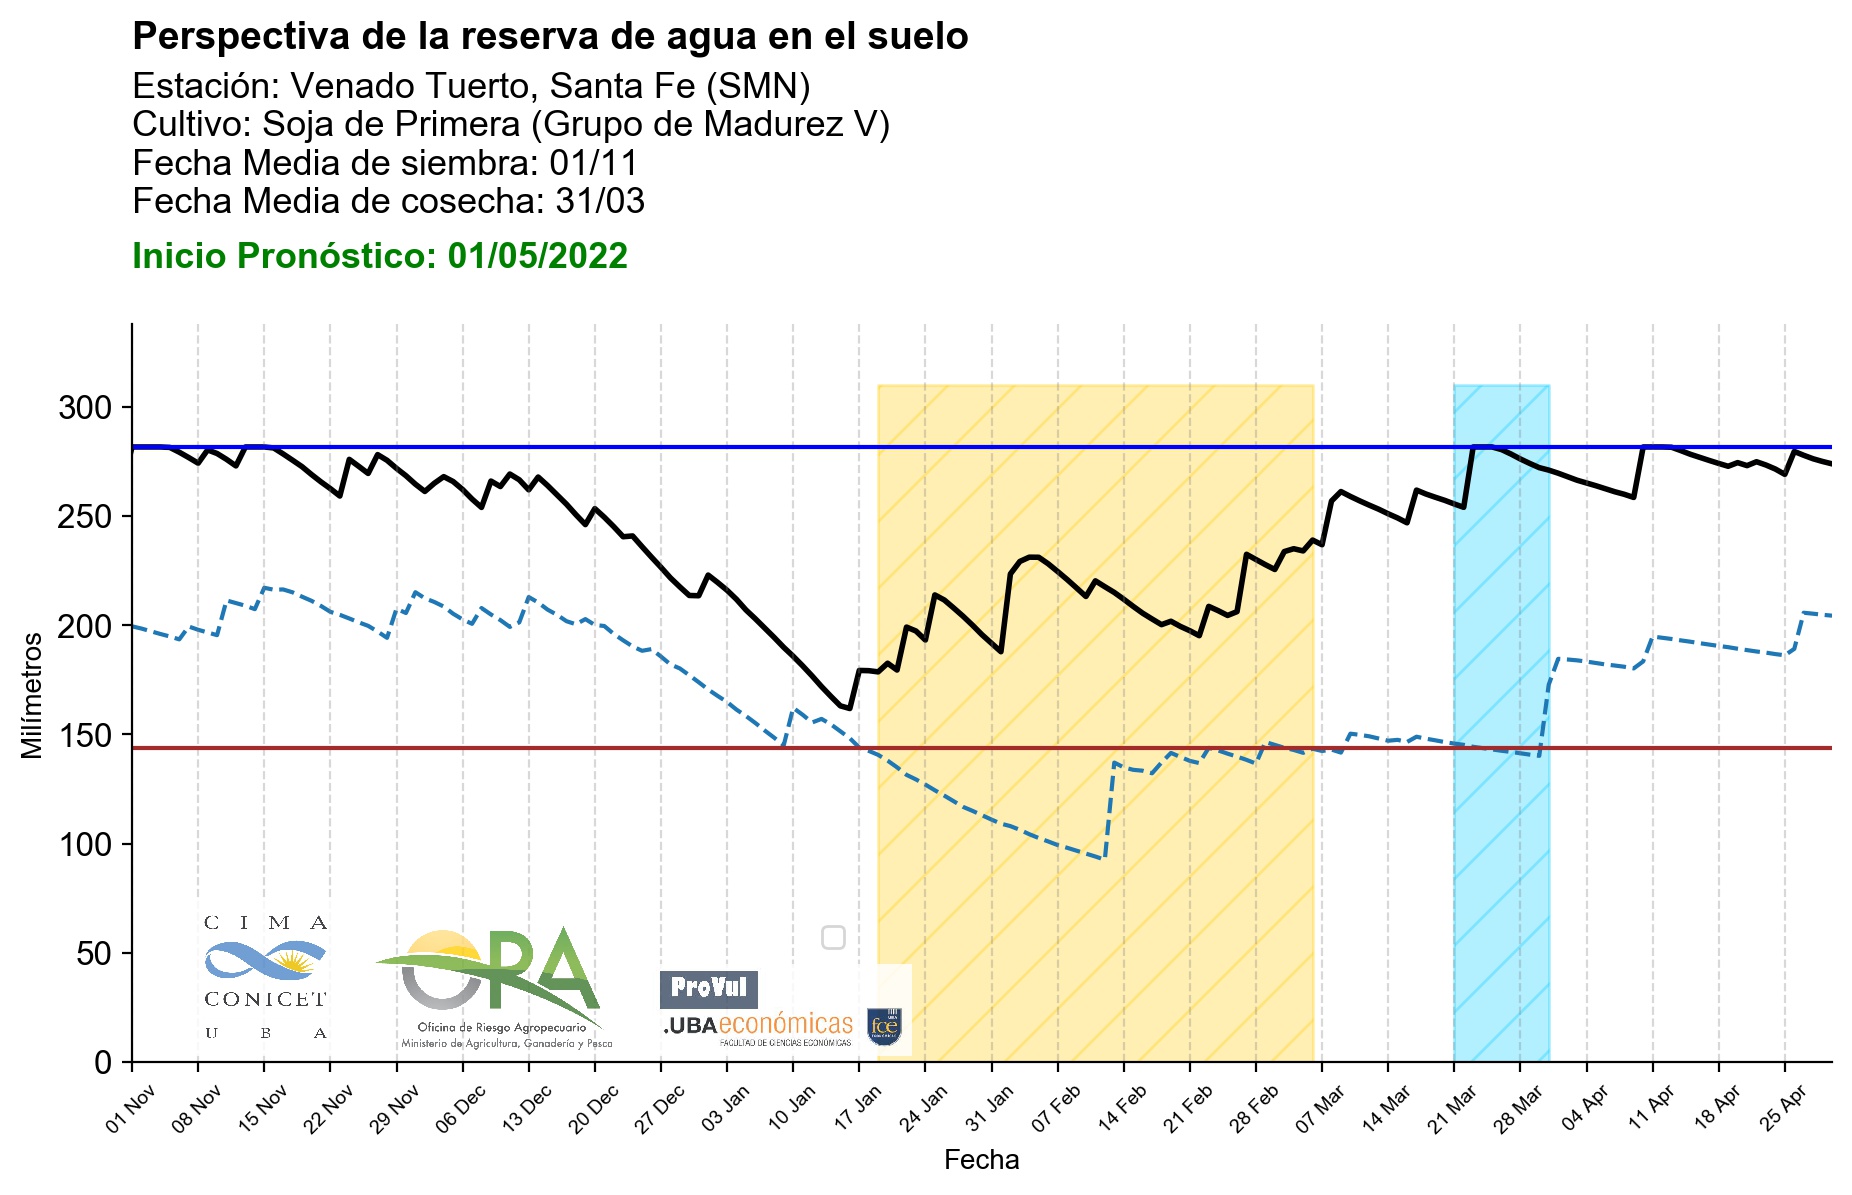 Perspectiva de la reserva de agua en el suelo
Estación: Venado Tuerto, Santa Fe (SMN)
Cultivo: Soja de Primera (Grupo de Madurez V)
Fecha Media de siembra: 01/11
Fecha Media de cosecha: 31/03
Inicio Pronóstico: 01/05/2022
300
250
200
150
100
50
0
Milímetros
CIMA
CONICET
UBA
ORA
Oficina de Riesgo Agropecuario
Ministerio de Agricultura, Ganadería y Pesca
ProVul
.UBAeconómicas
FACULTAD DE CIENCIAS ECONÓMICAS
UBA
fce
ECONÓMICAS
01 Nov
08 Nov
15 Nov
22 Nov
29 Nov
06 Dec
13 Dec
20 Dec
27 Dec
03 Jan
10 Jan
17 Jan
24 Jan
31 Jan
07 Feb
14 Feb
21 Feb
28 Feb
07 Mar
14 Mar
21 Mar
28 Mar
04 Apr
11 Apr
18 Apr
25 Apr
Fecha